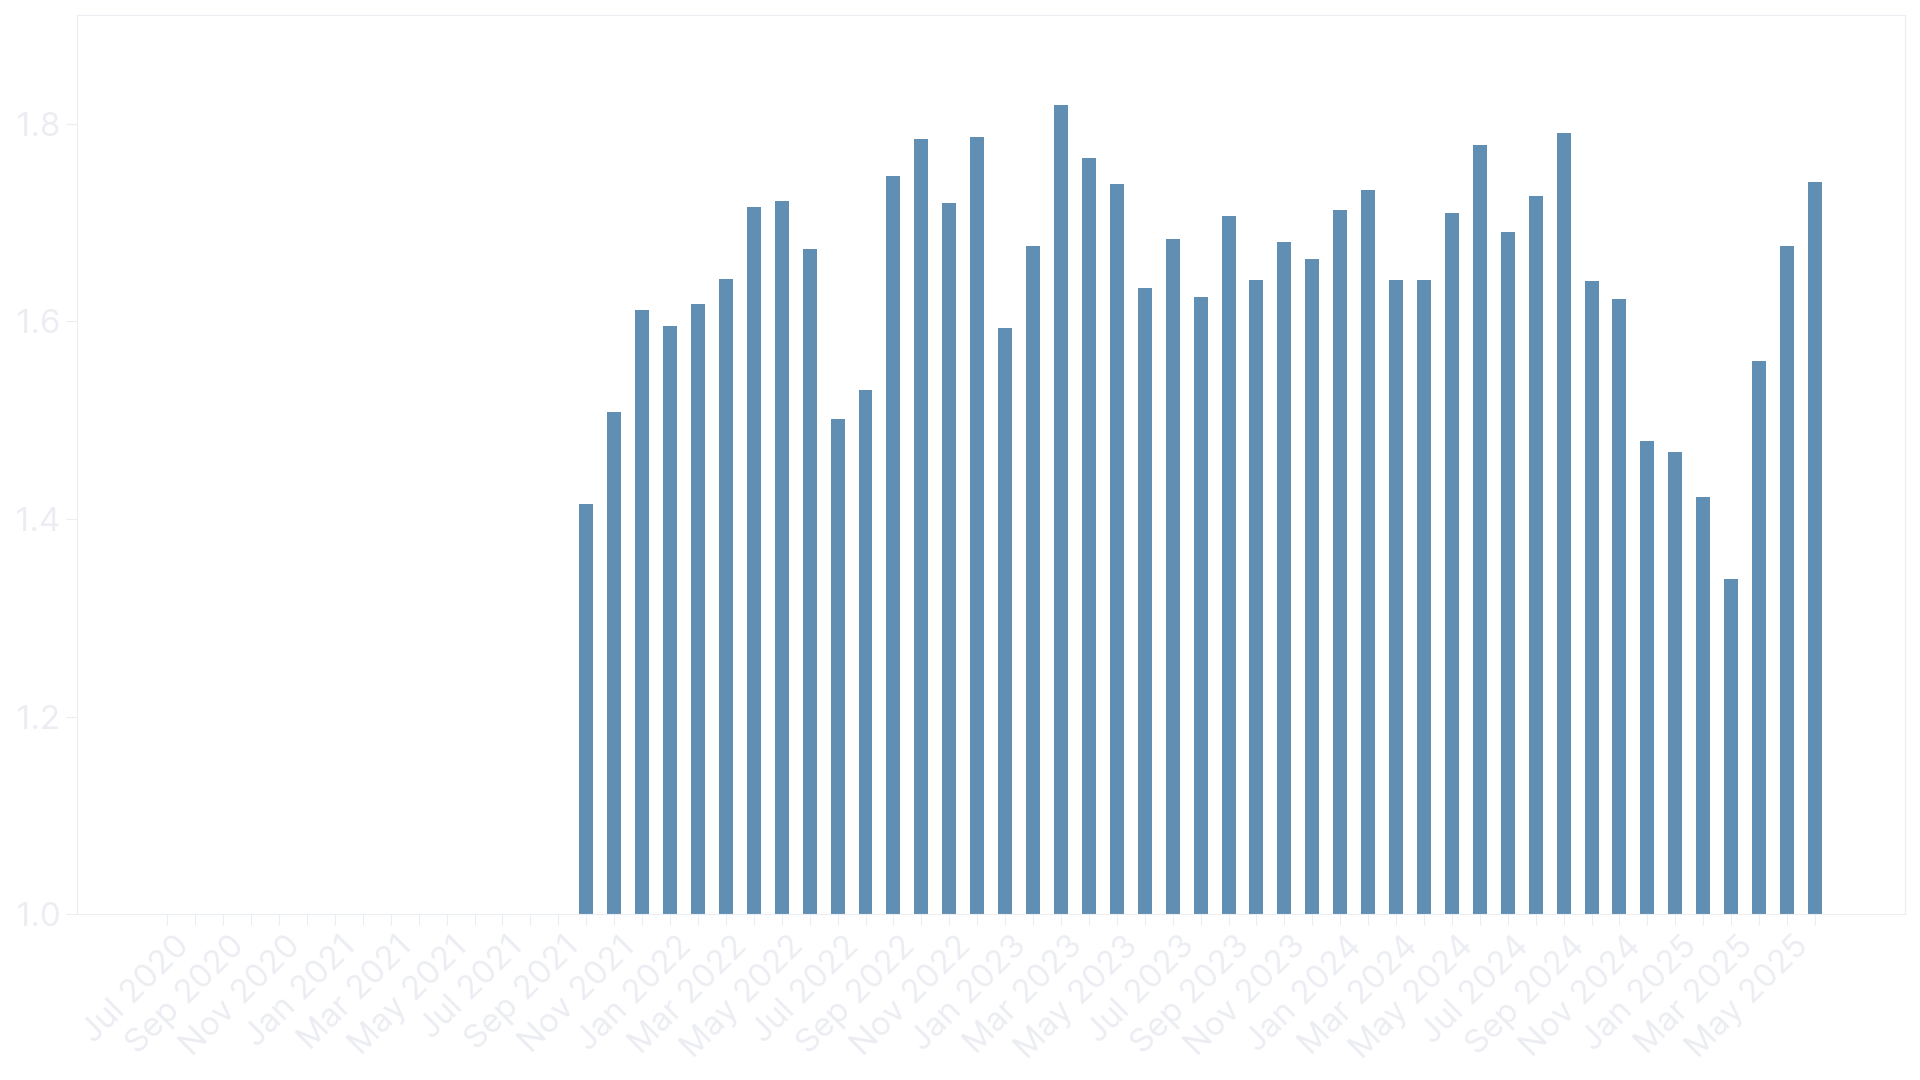 1.8
1.6
1.4
1.2
1.0
Jul 2020
Sep 2020
Nov 2020
Jan 2021
Mar 2021
May 2021
Jul 2021
Sep 2021
Nov 2021
Jan 2022
Mar 2022
May 2022
Jul 2022
Sep 2022
Nov 2022
Jan 2023
Mar 2023
May 2023
Jul 2023
Sep 2023
Nov 2023
Jan 2024
Mar 2024
May 2024
Jul 2024
Sep 2024
Nov 2024
Jan 2025
Mar 2025
May 2025